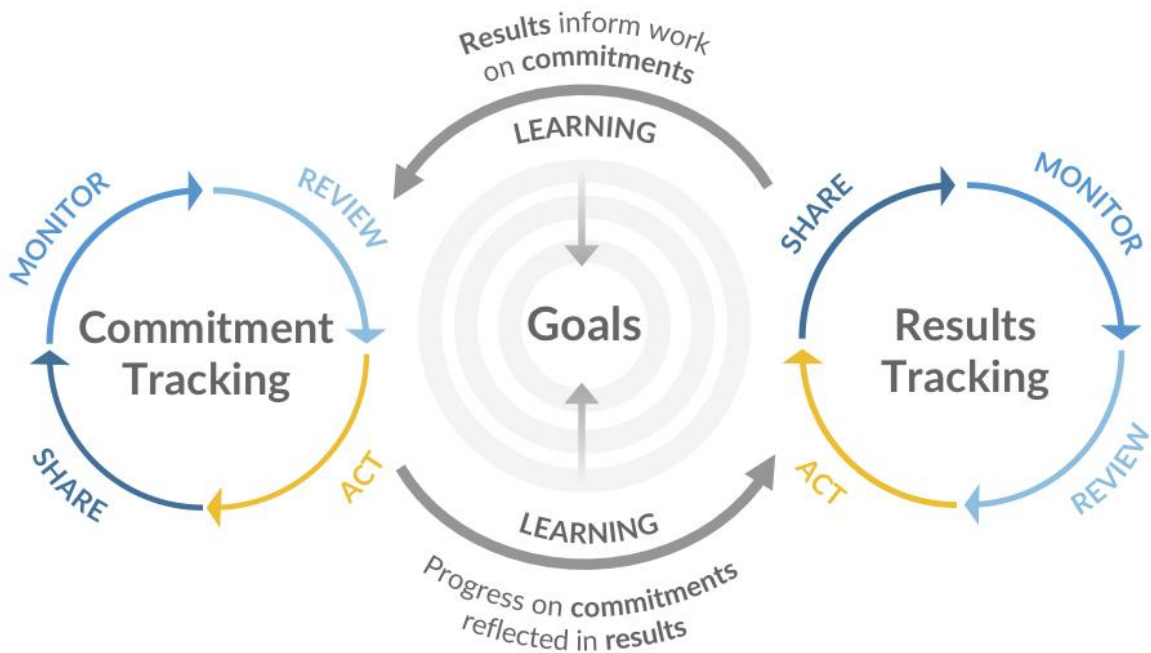 Results inform work
on commitments
LEARNING
MONITOR
REVIEW
Commitment
Tracking
SHARE
ACT
Goals
SHARE
MONITOR
Results
Tracking
ACT
REVIEW
LEARNING
Progress on commitments
reflected in results